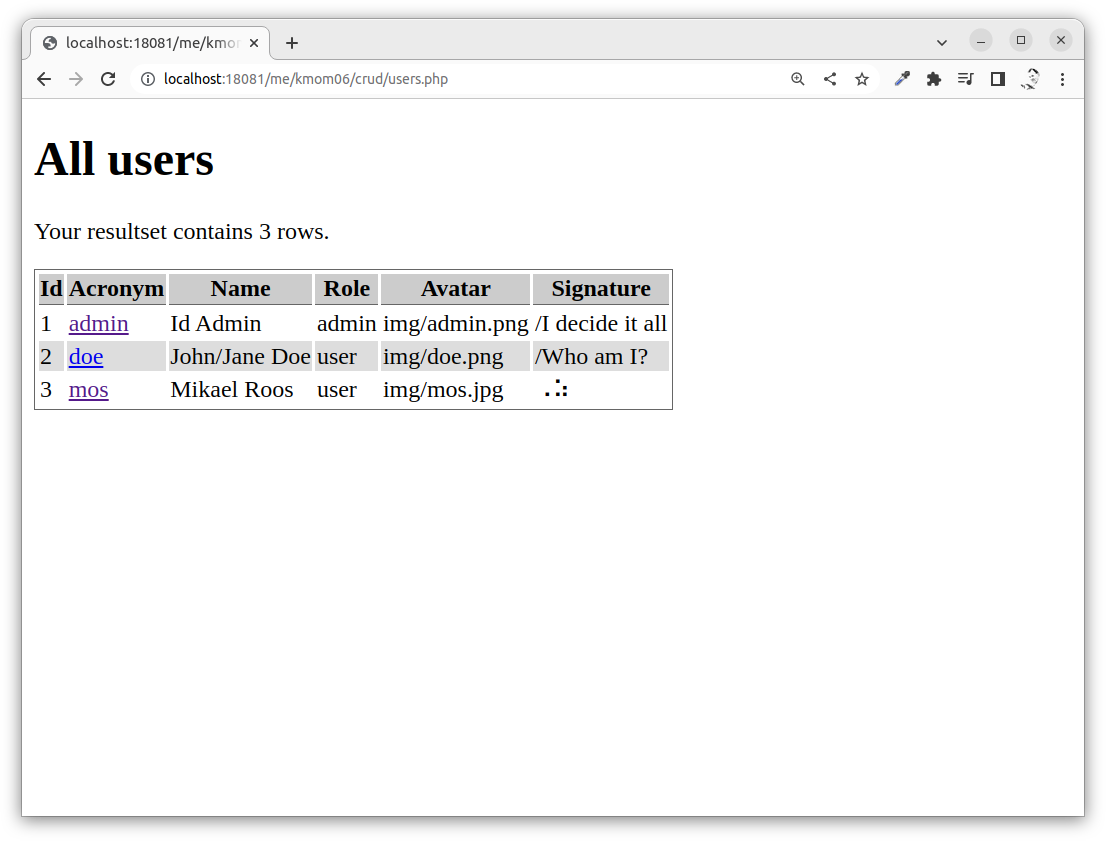 localhost:18081/me/kmom
localhost:18081/me/kmom06/crud/users.php
All users
Your resultset contains 3 rows.
Id Acronym Name Role Avatar Signature
1 admin Id Admin admin img/admin.png /I decide it all
2 doe John/Jane Doe user img/doe.png /Who am I?
3 mos Mikael Roos user img/mos.jpg